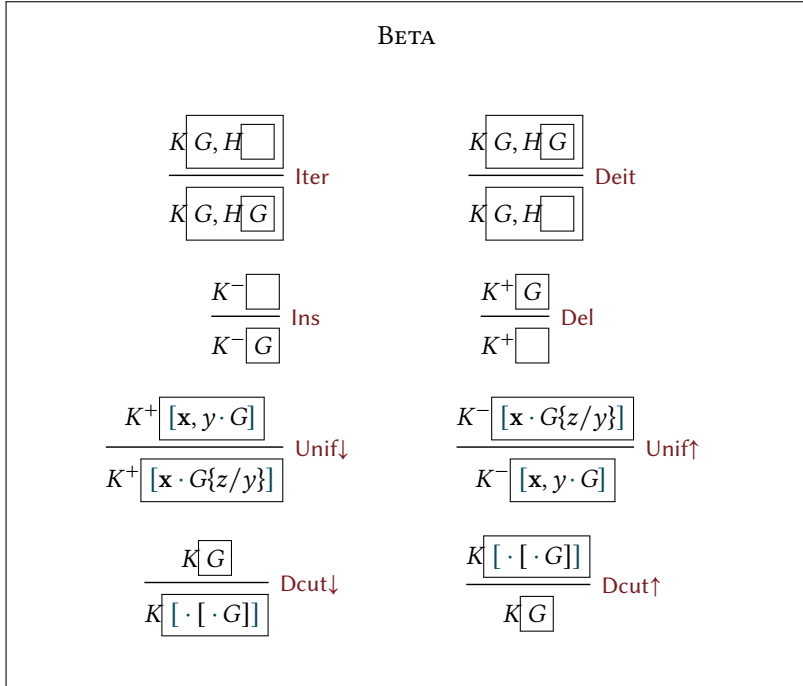 BETA
K G, H
Iter
K G, H G
K G, H G
Deit
K G, H
K⁻
Ins
K⁻ G
K⁺ G
Del
K⁺
K⁺ [x, y · G]
Unif↓
K⁺ [x · G{z/y}]
K⁻ [x · G{z/y}]
Unif↑
K⁻ [x, y · G]
K G
Dcut↓
K [ · [ · G]]
K [ · [ · G]]
Dcut↑
K G